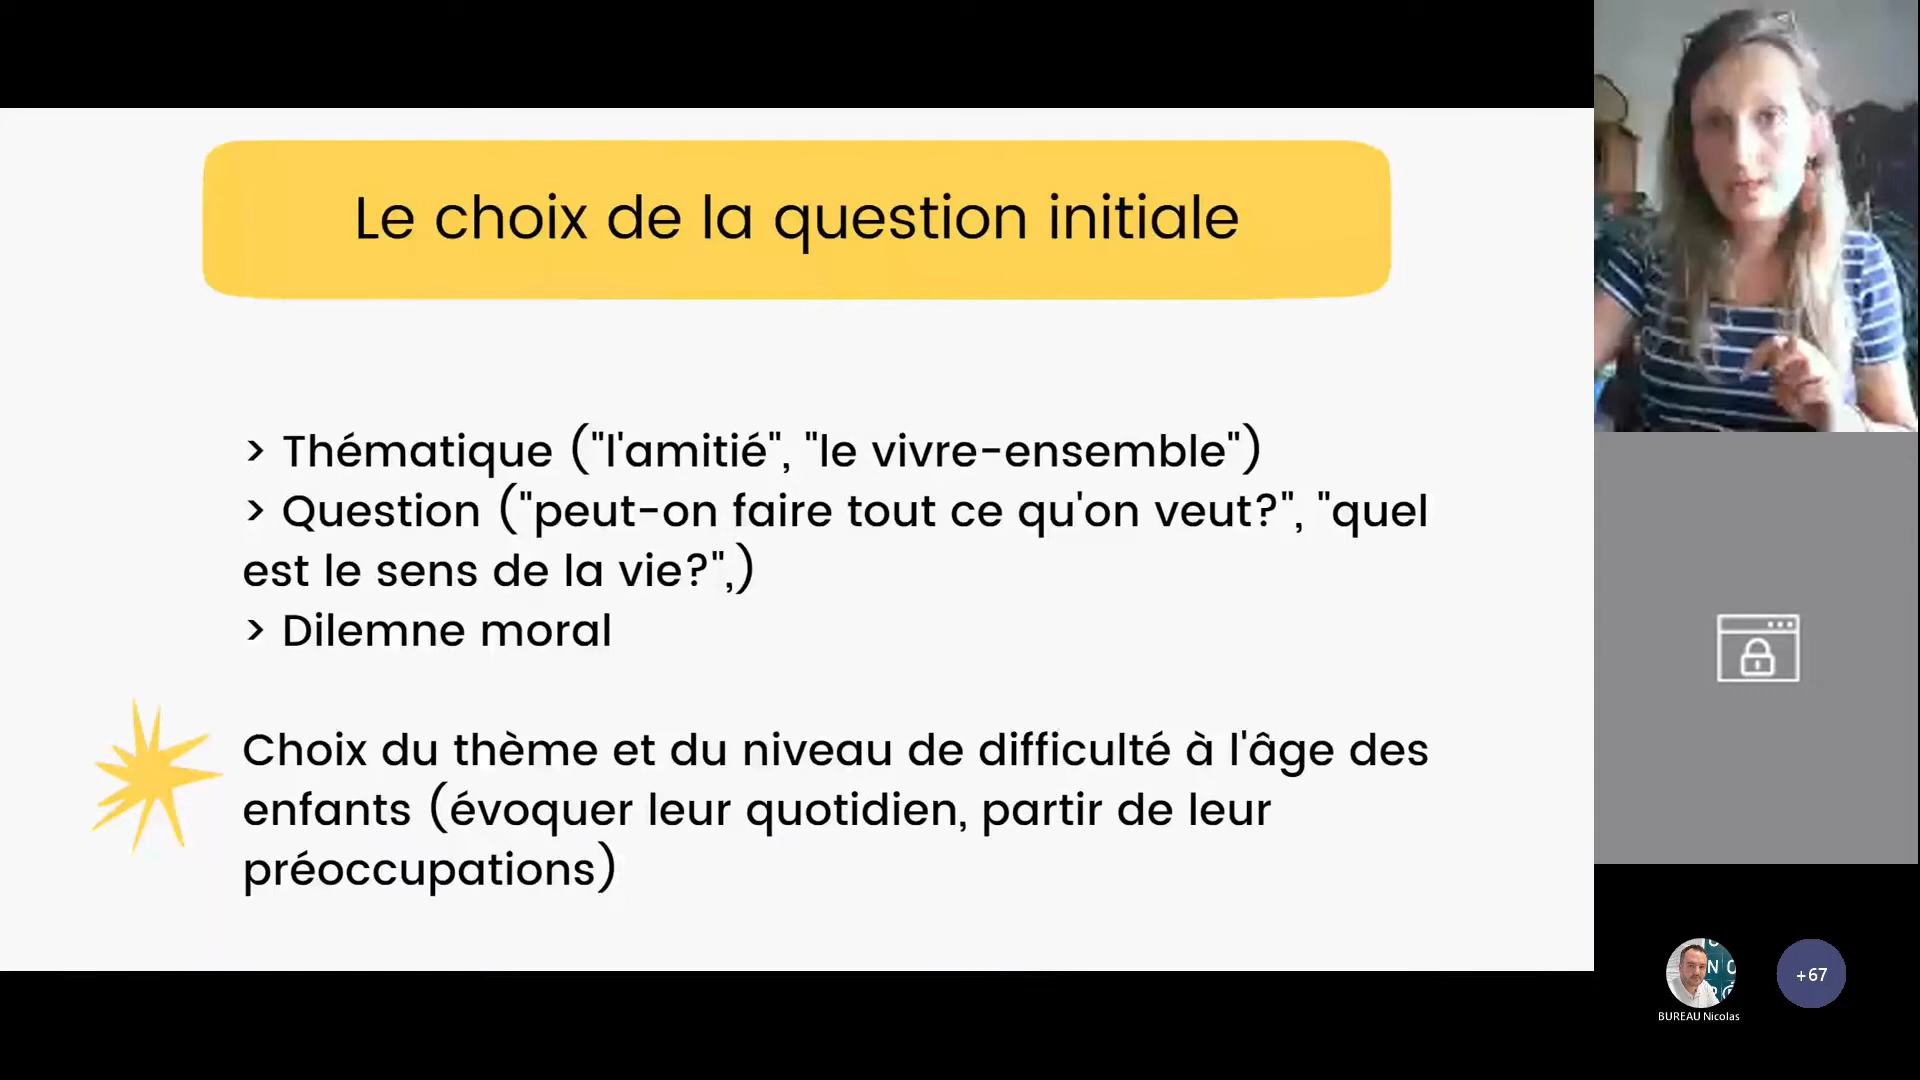 Le choix de la question initiale
> Thématique ("l'amitié", "le vivre-ensemble")
> Question ("peut-on faire tout ce qu'on veut?", "quel
est le sens de la vie?",)
> Dilemne moral
Choix du thème et du niveau de difficulté à l'âge des
enfants (évoquer leur quotidien, partir de leur
préoccupations)
+67
BUREAU Nicolas